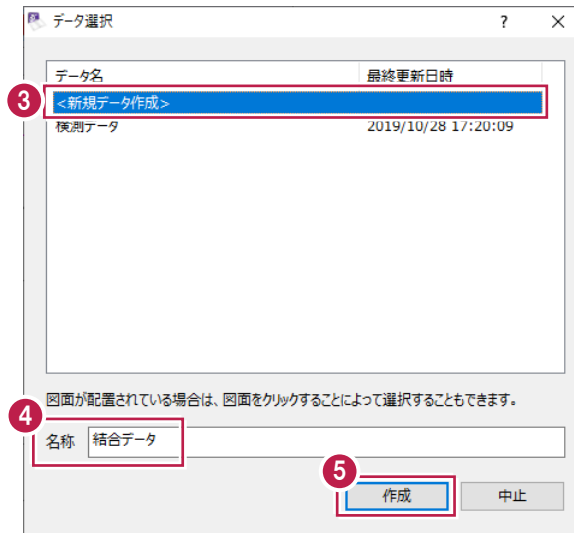 データ選択 ? ×
データ名 最終更新日時
3 <新規データ作成>
検測データ 2019/10/28 17:20:09
図面が配置されている場合は、図面をクリックすることによって選択することもできます。
4
名称 結合データ
5
作成 中止